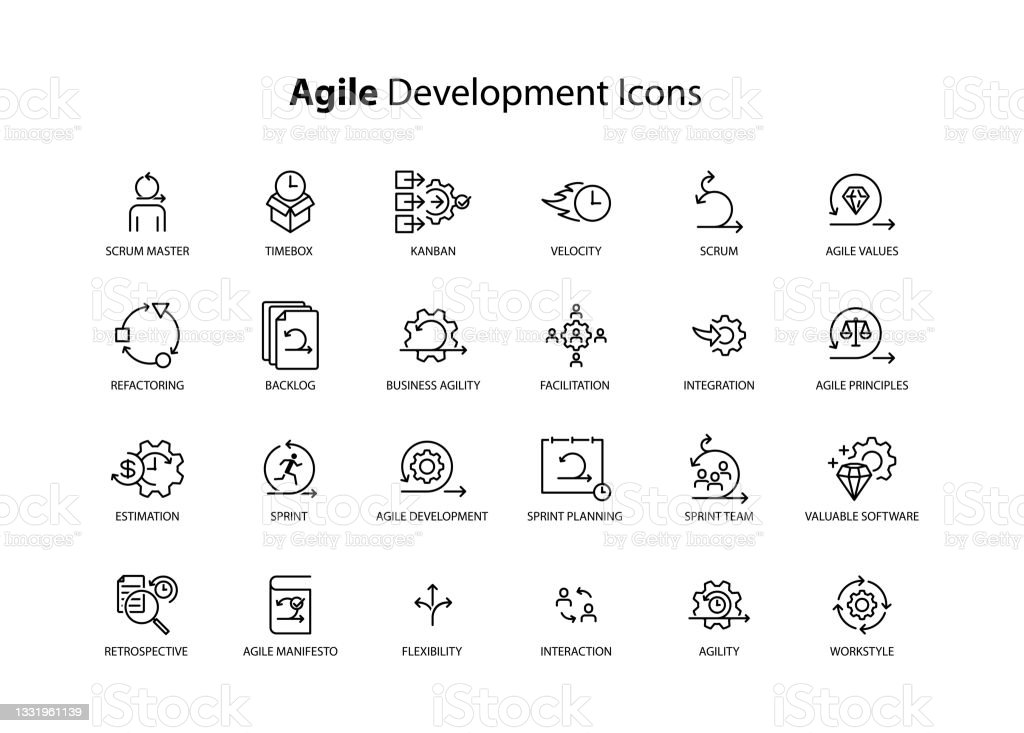 Agile Development Icons
SCRUM MASTER TIMEBOX KANBAN VELOCITY SCRUM AGILE VALUES
REFACTORING BACKLOG BUSINESS AGILITY FACILITATION INTEGRATION AGILE PRINCIPLES
ESTIMATION SPRINT AGILE DEVELOPMENT SPRINT PLANNING SPRINT TEAM VALUABLE SOFTWARE
$
RETROSPECTIVE AGILE MANIFESTO FLEXIBILITY INTERACTION AGILITY WORKSTYLE
iStock
by Getty Images™
1331961139